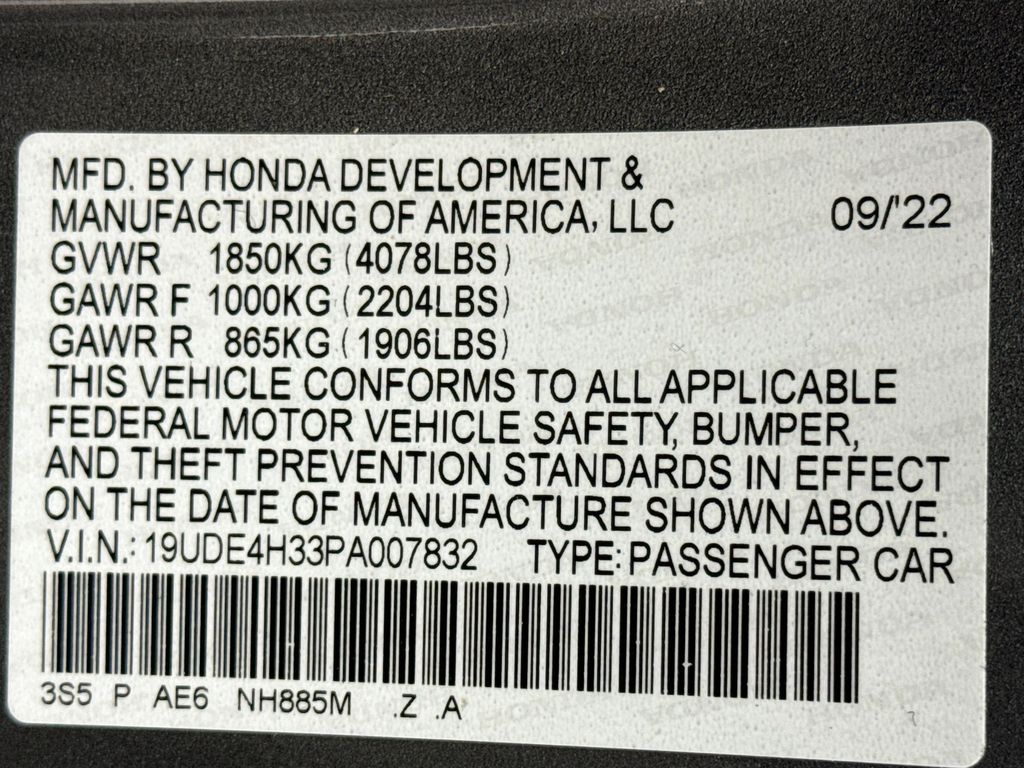 MFD. BY HONDA DEVELOPMENT &
MANUFACTURING OF AMERICA, LLC 09/'22
GVWR 1850KG (4078LBS)
GAWR F 1000KG (2204LBS)
GAWR R 865KG (1906LBS)
THIS VEHICLE CONFORMS TO ALL APPLICABLE
FEDERAL MOTOR VEHICLE SAFETY, BUMPER,
AND THEFT PREVENTION STANDARDS IN EFFECT
ON THE DATE OF MANUFACTURE SHOWN ABOVE.
V.I.N.: 19UDE4H33PA007832 TYPE: PASSENGER CAR
3S5 P AE6 NH885M .Z .A